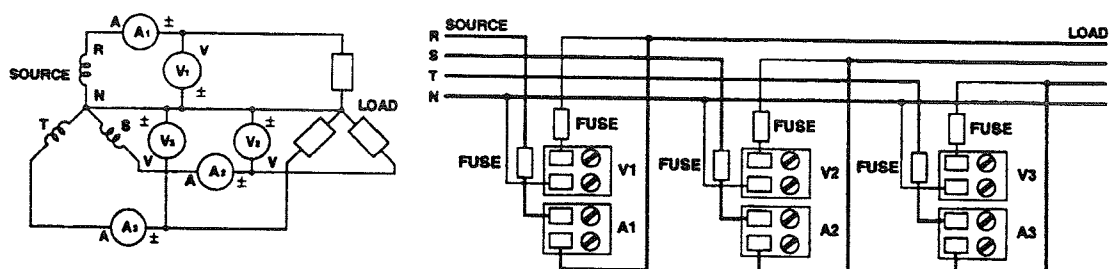 A A1 ±
± V
R
V1
SOURCE
±
N
LOAD
T S
± V3 ± V2
V V
A A2 ±
A A3 ±
SOURCE
LOAD
R
S
T
N
FUSE FUSE FUSE
FUSE FUSE FUSE
V1 V2 V3
A1 A2 A3